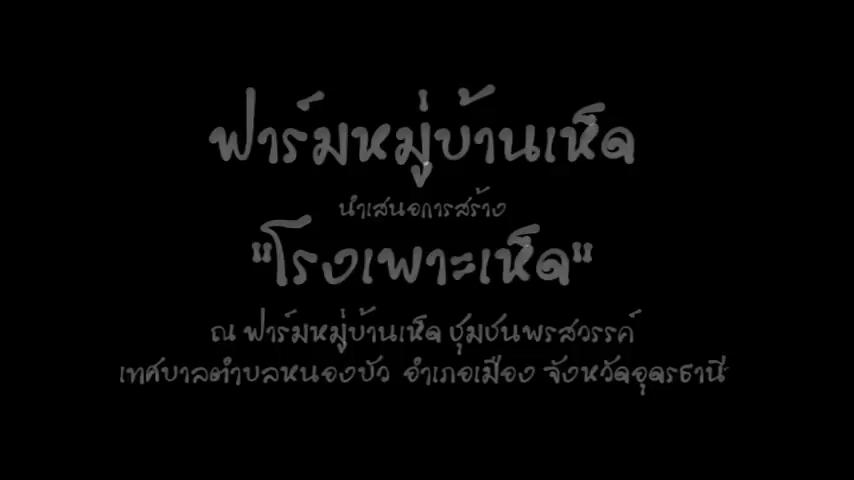 ฟาร์มหมู่บ้านเห็ด
นำเสนอการสร้าง
"โรงเพาะเห็ด"
ณ ฟาร์มหมู่บ้านเห็ด ชุมชนพรสวรรค์
เทศบาลตำบลหนองบัว อำเภอเมือง จังหวัดอุดรธานี